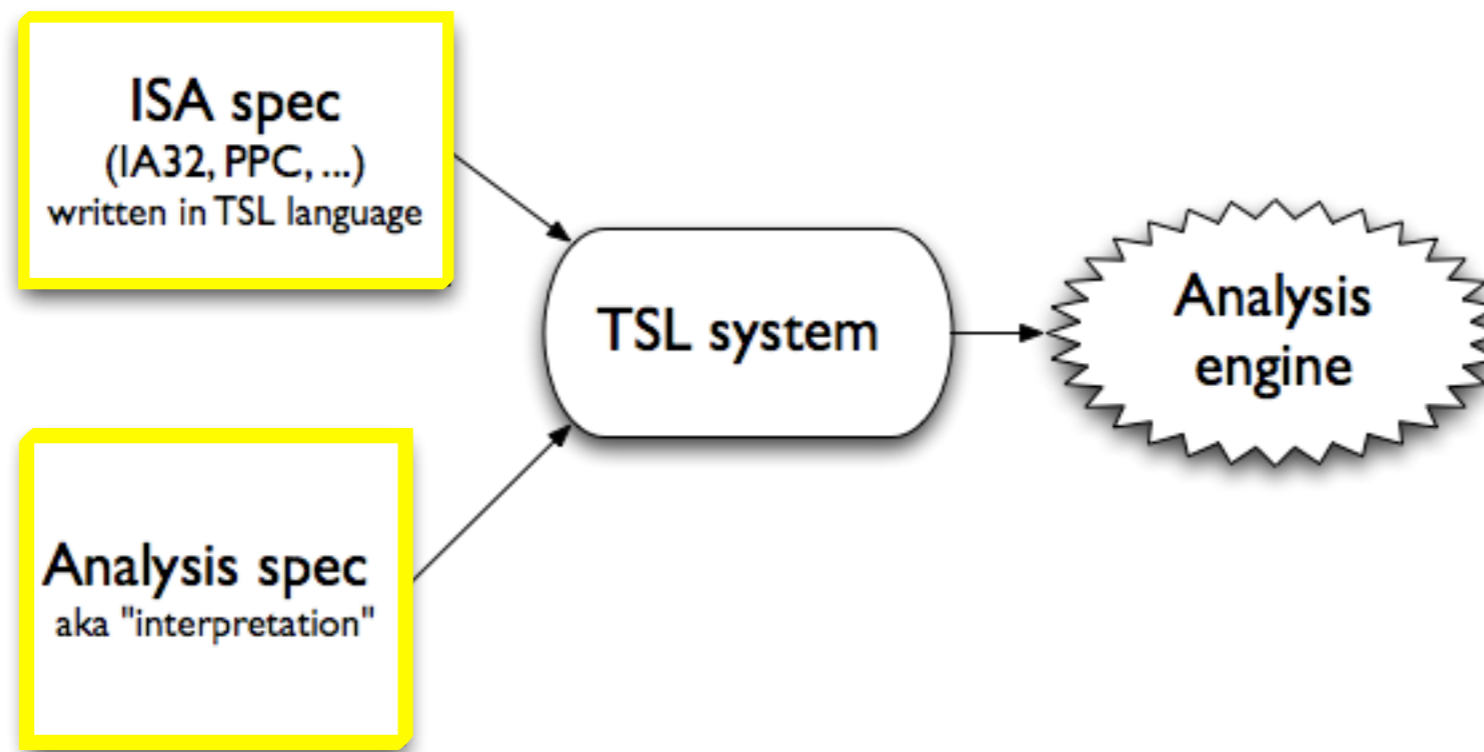 ISA spec
(IA32, PPC, ...)
written in TSL language
TSL system
Analysis
engine
Analysis spec
aka "interpretation"